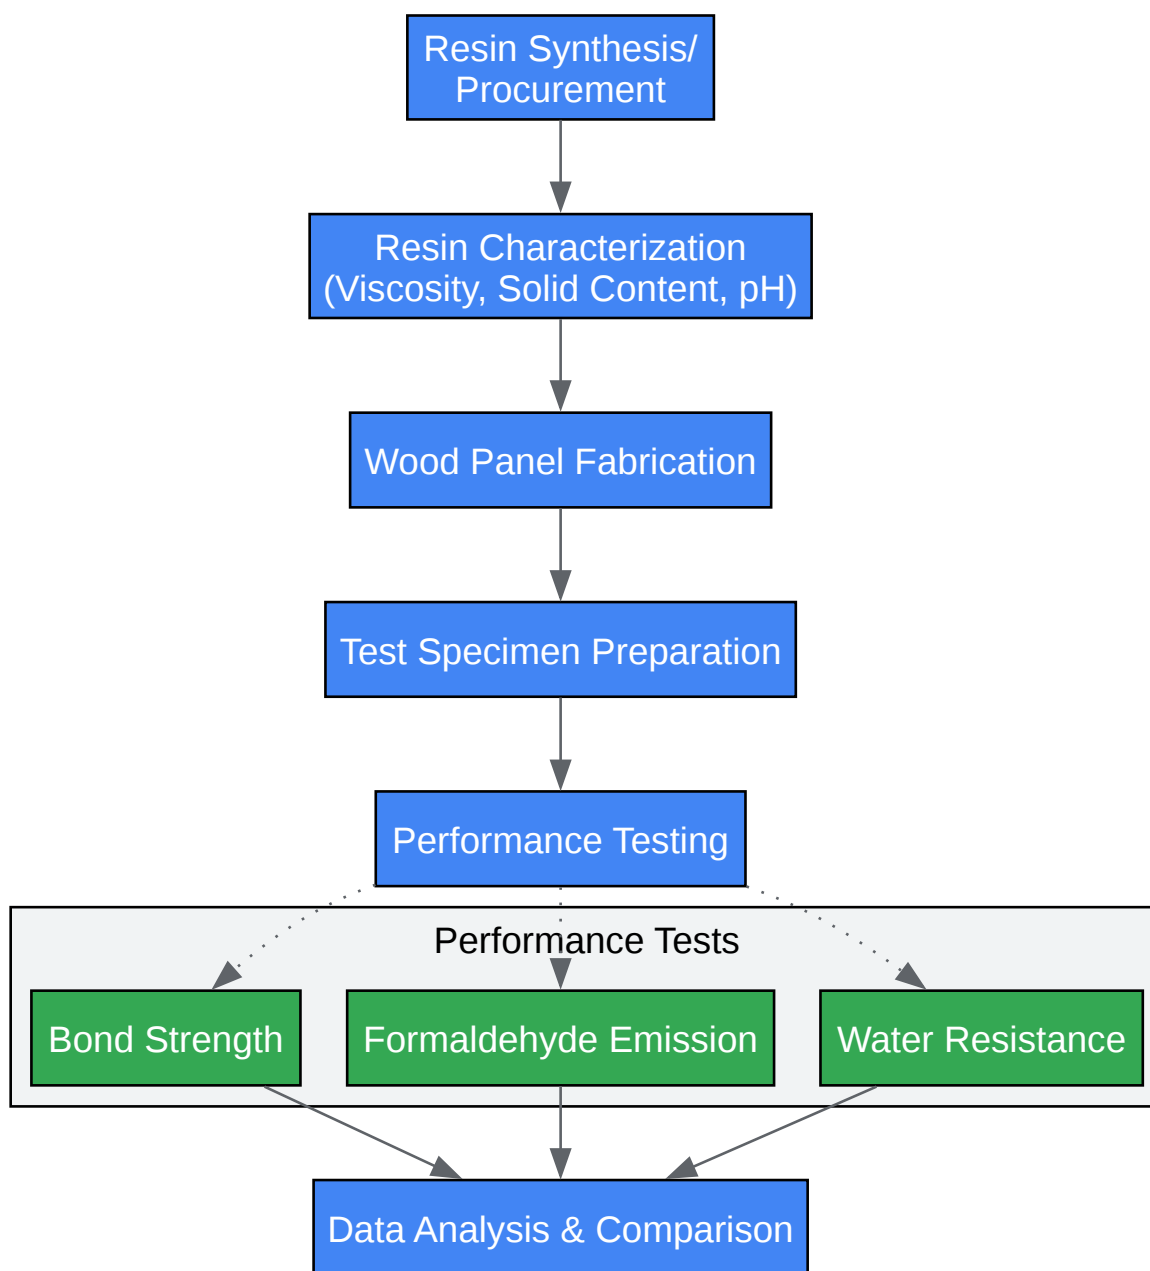 Resin Synthesis/
Procurement
Resin Characterization
(Viscosity, Solid Content, pH)
Wood Panel Fabrication
Test Specimen Preparation
Performance Testing
Performance Tests
Bond Strength
Formaldehyde Emission
Water Resistance
Data Analysis & Comparison